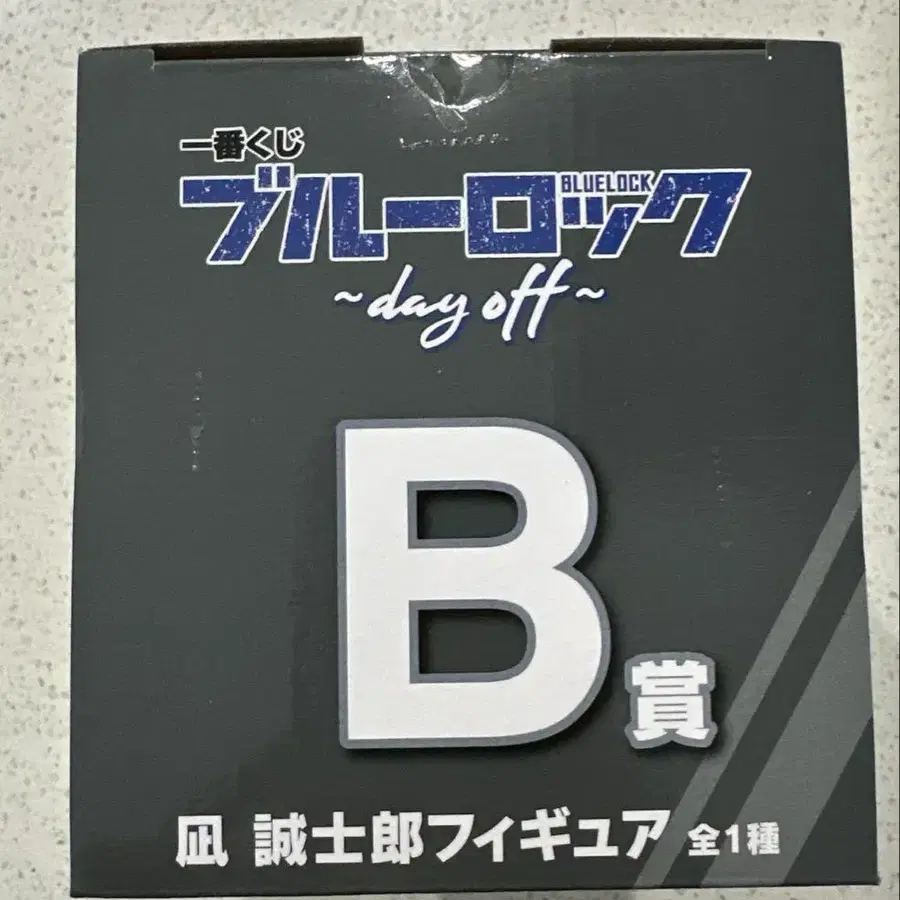 一番くじ
ブルーロック
BLUELOCK
~day off~
B賞
凪 誠士郎フィギュア 全1種